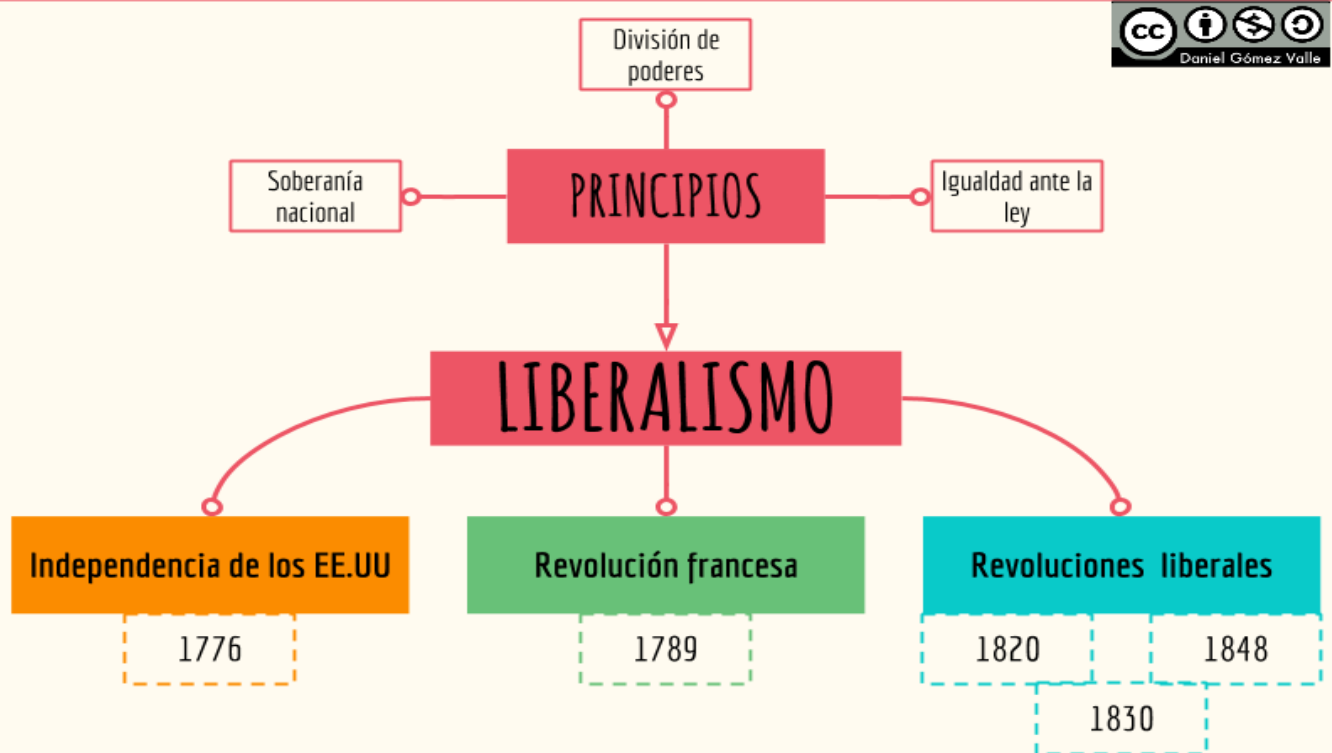 cc
Daniel Gómez Valle
División de
poderes
Soberanía
nacional
PRINCIPIOS
Igualdad ante la
ley
LIBERALISMO
Independencia de los EE.UU
Revolución francesa
Revoluciones liberales
1776
1789
1820
1848
1830